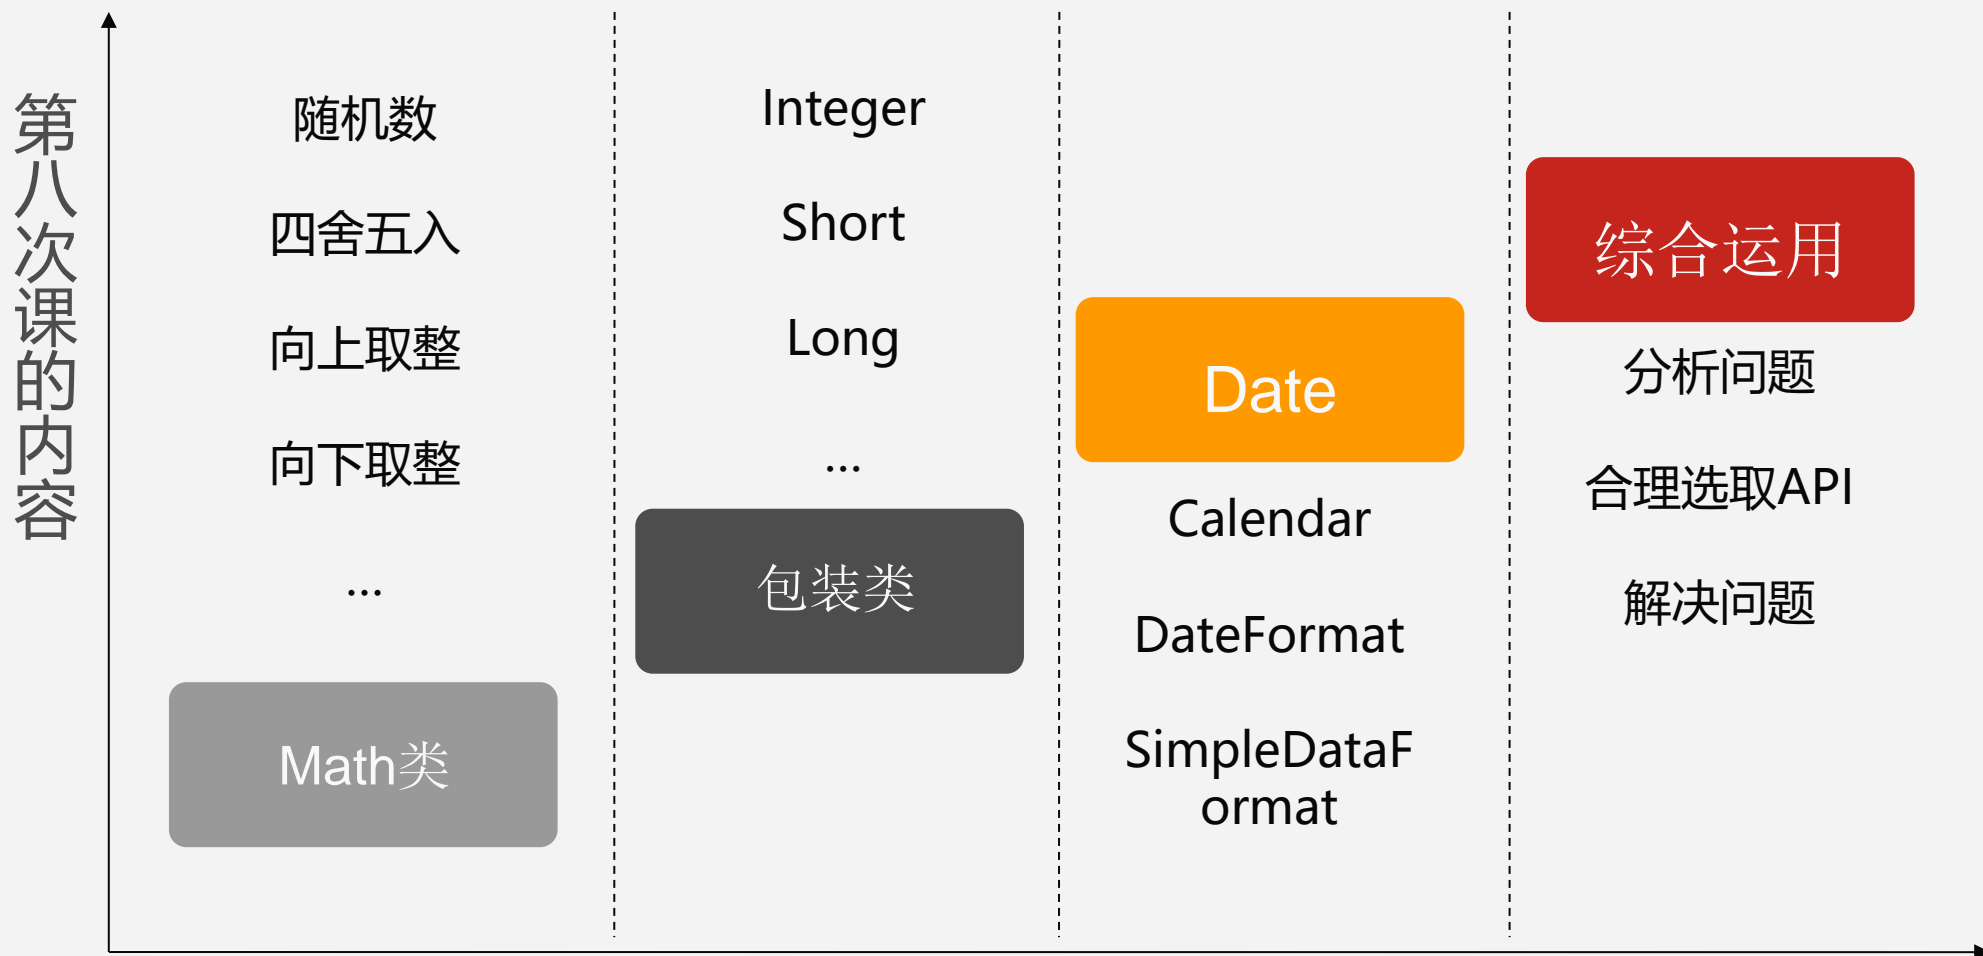 第八次课的内容
随机数
四舍五入
向上取整
向下取整
...
Math类
Integer
Short
Long
...
包装类
Date
Calendar
DateFormat
SimpleDataF
ormat
综合运用
分析问题
合理选取API
解决问题